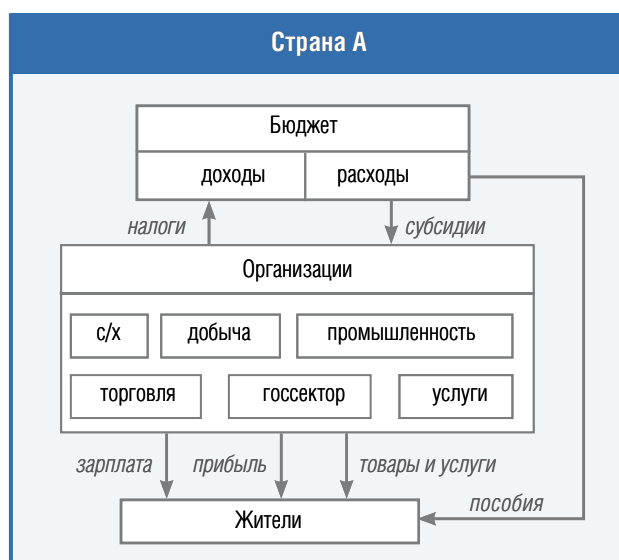 Страна А
Бюджет
доходы расходы
налоги субсидии
Организации
с/х добыча промышленность
торговля госсектор услуги
зарплата прибыль товары и услуги
пособия
Жители